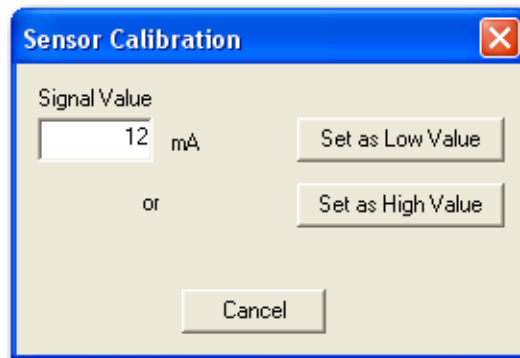 Sensor Calibration
Signal Value
12 mA
Set as Low Value
or
Set as High Value
Cancel